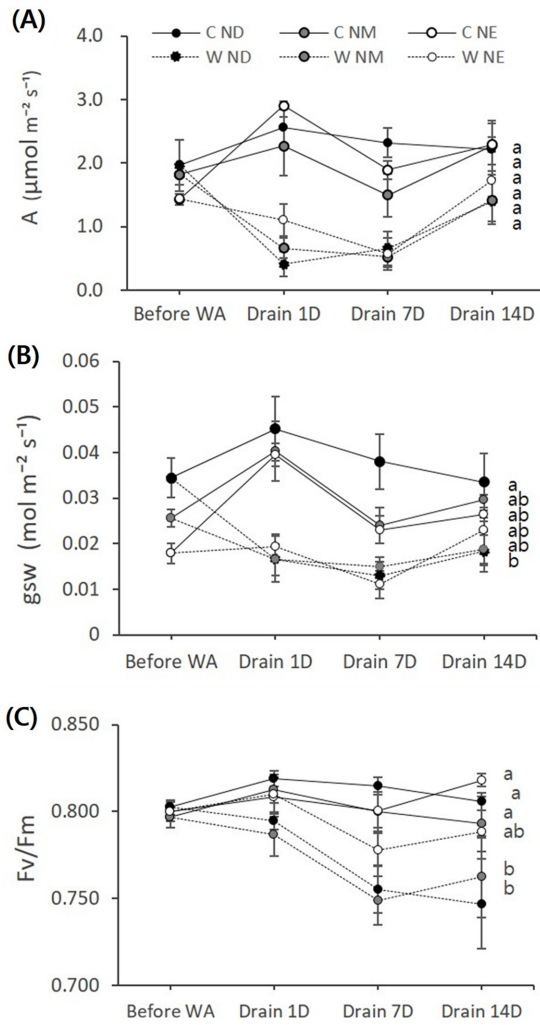 (A)
C ND C NM C NE
W ND W NM W NE
4.0
3.0
2.0
1.0
0.0
A (μmol m⁻² s⁻¹)
a
a
a
a
a
a
Before WA Drain 1D Drain 7D Drain 14D
(B)
0.06
0.05
0.04
0.03
0.02
0.01
0
gsw (mol m⁻² s⁻¹)
a
ab
ab
ab
ab
b
Before WA Drain 1D Drain 7D Drain 14D
(C)
0.850
0.800
0.750
0.700
Fv/Fm
a
a
a
ab
b
b
Before WA Drain 1D Drain 7D Drain 14D